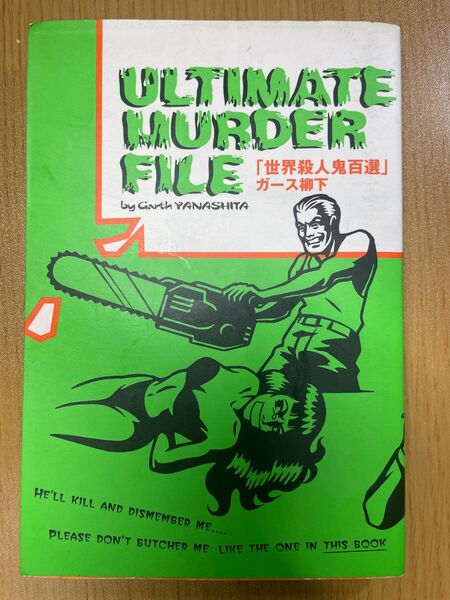 ULTIMATE
MURDER
FILE
「世界殺人鬼百選」
ガース柳下
by Garth YANASHITA
HE'LL KILL AND DISMEMBER ME....
PLEASE DON'T BUTCHER ME LIKE THE ONE IN THIS BOOK